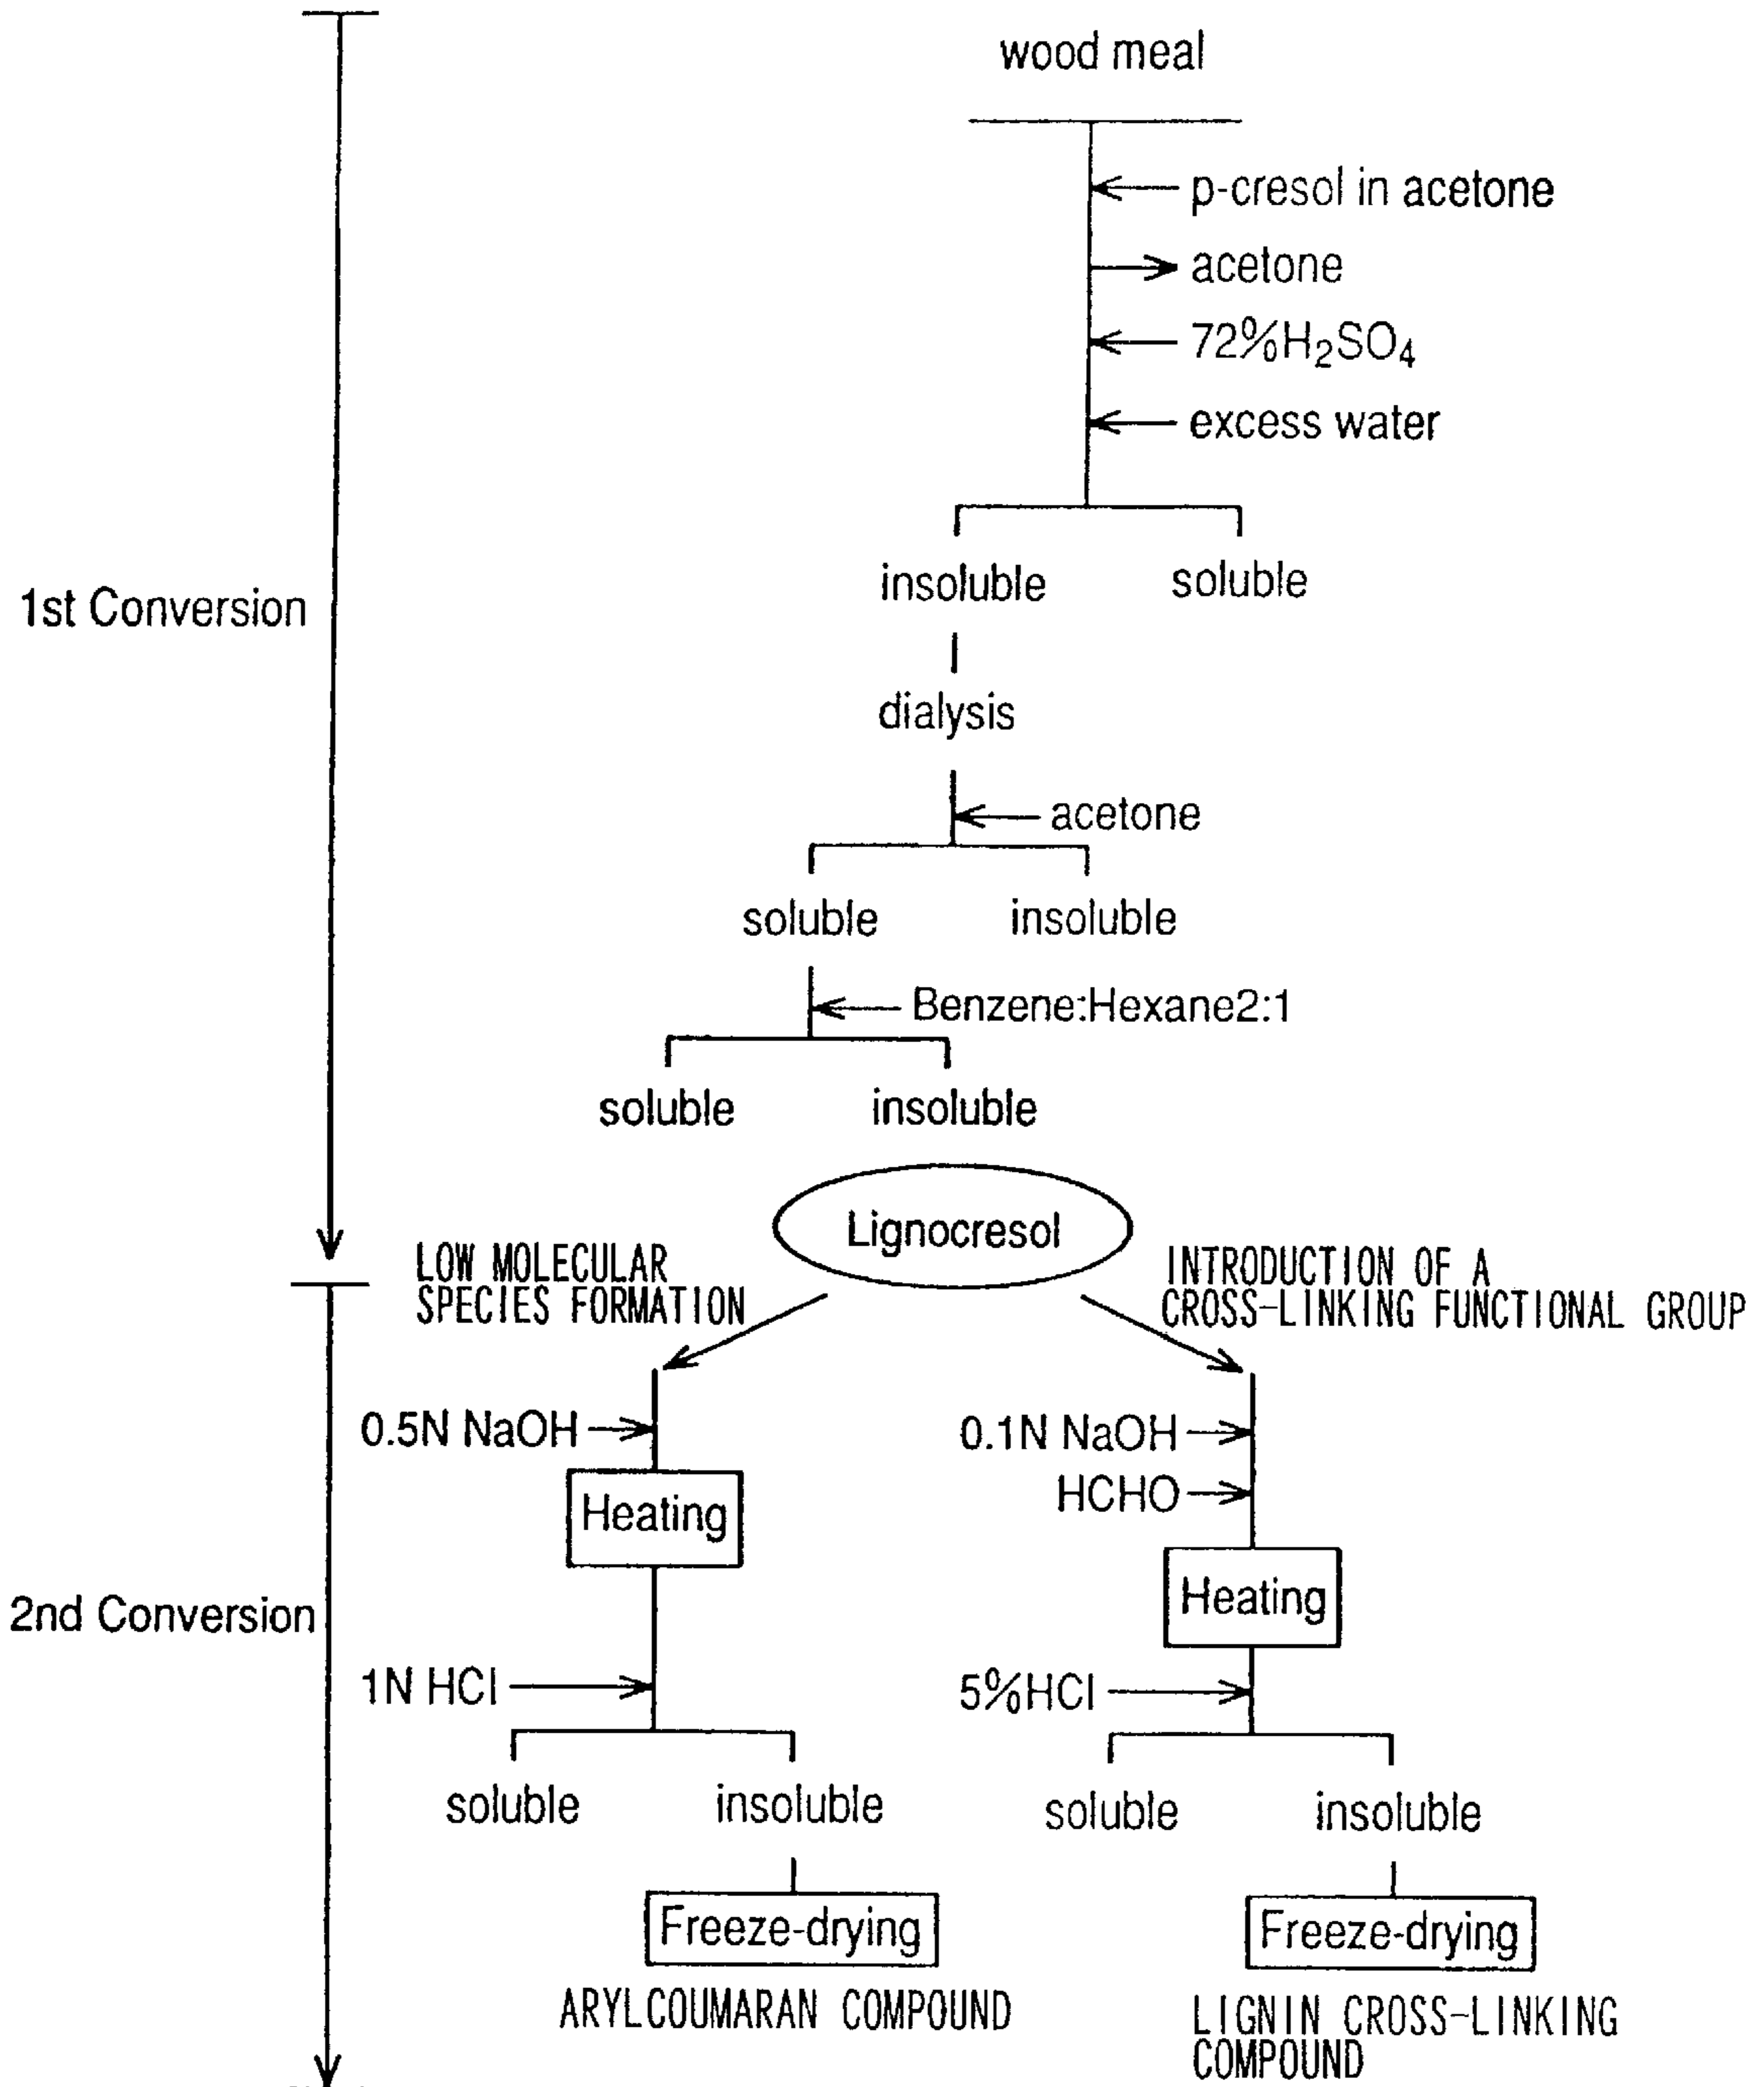 wood meal
p-cresol in acetone
acetone
72%H₂SO₄
excess water
insoluble
soluble
1st Conversion
dialysis
acetone
soluble
insoluble
Benzene:Hexane2:1
soluble
insoluble
Lignocresol
LOW MOLECULAR
SPECIES FORMATION
INTRODUCTION OF A
CROSS-LINKING FUNCTIONAL GROUP
0.5N NaOH
0.1N NaOH
HCHO
Heating
Heating
2nd Conversion
1N HCl
5%HCl
soluble
insoluble
soluble
insoluble
Freeze-drying
Freeze-drying
ARYLCOUMARAN COMPOUND
LIGNIN CROSS-LINKING
COMPOUND